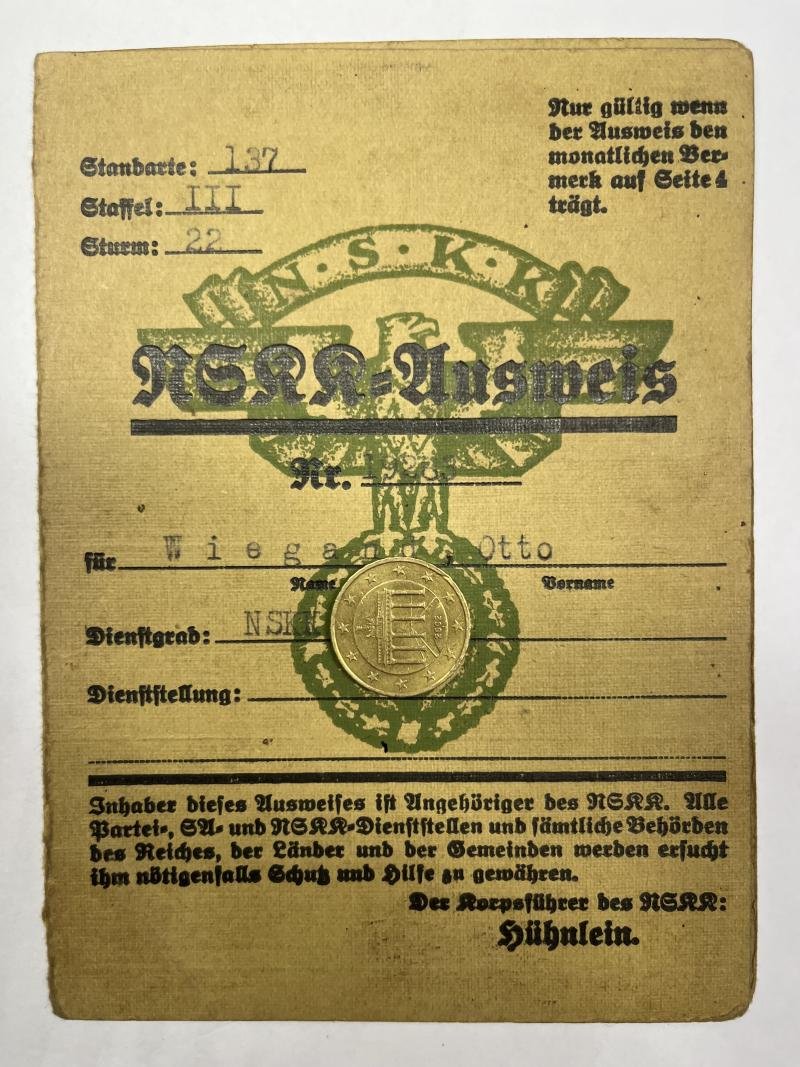 Nur gültig wenn
der Ausweis den
monatlichen Ver-
merk auf Seite 4
trägt.
Standarte: 137
Staffel: III
Sturm: 22
N·S·K·K
NSKK-Ausweis
Nr.
für Wiegand, Otto
Name Vorname
Dienstgrad:
Dienststellung:
2002
Inhaber dieses Ausweises ist Angehöriger des NSKK. Alle
Partei-, SA- und NSKK-Dienststellen und sämtliche Behörden
des Reiches, der Länder und der Gemeinden werden ersucht
ihm nötigenfalls Schutz und Hilfe zu gewähren.
Der Korpsführer des NSKK:
Hühnlein.